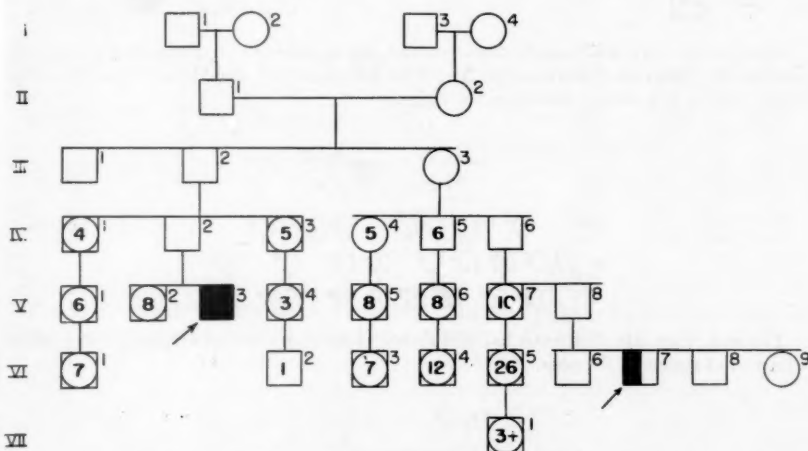 I 1 2 3 4
II 1 2
III 1 2 3
IV 4 1 2 5 3 5 4 6 5 6
V 6 1 8 2 3 3 4 8 5 8 6 10 7 8
VI 7 1 1 2 7 3 12 4 26 5 6 7 8 9
VII 3+ 1